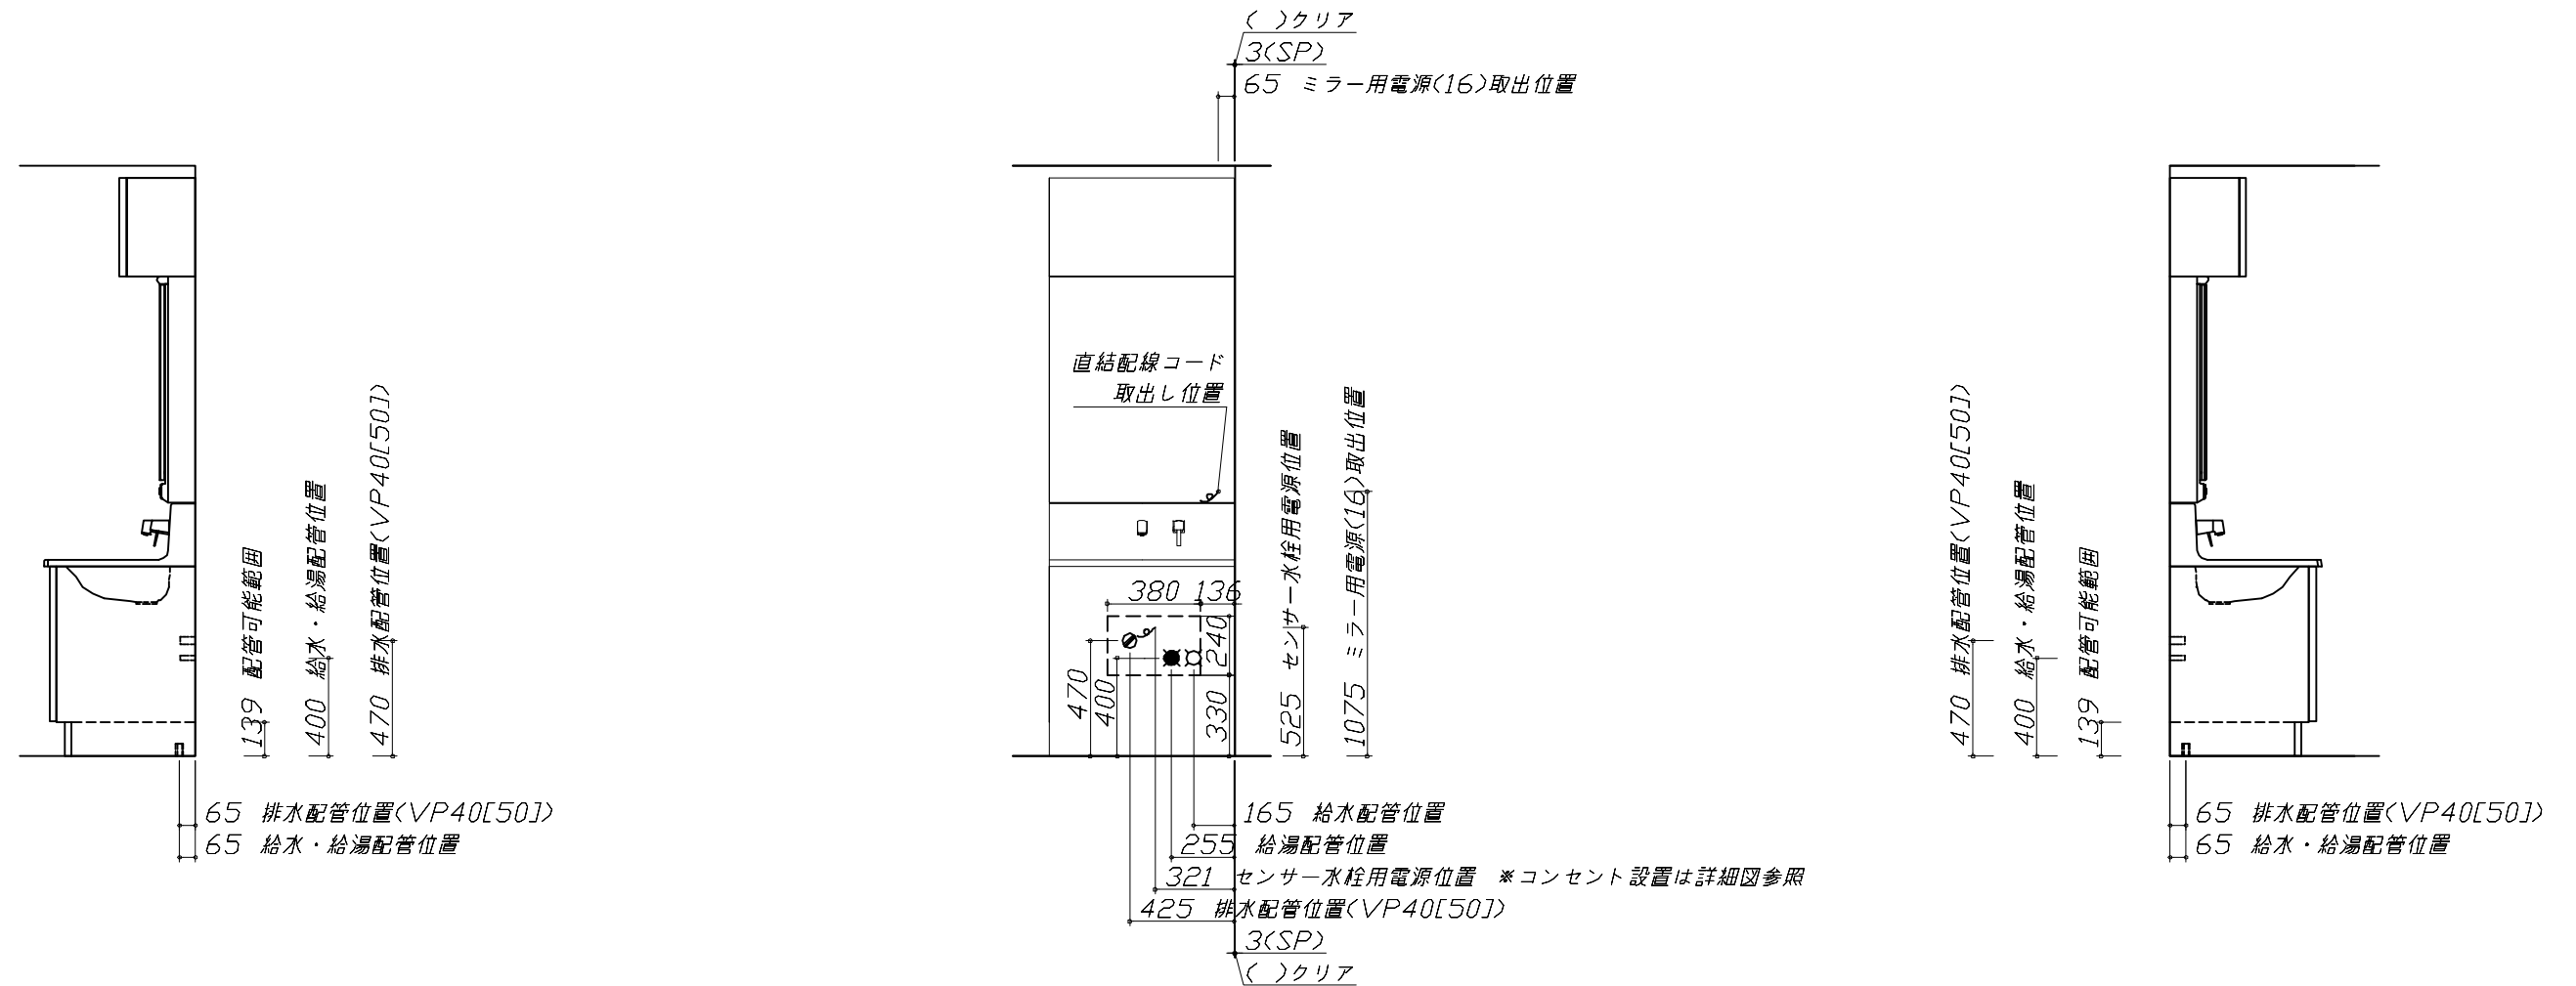 ( )クリア
3(SP)
65 ミラー用電源(16)取出位置
直結配線コード
取出し位置
139 配管可能範囲
400 給水・給湯配管位置
470 排水配管位置(VP40[50])
380
136
240
330
470
400
525 センサー水栓用電源位置
1075 ミラー用電源(16)取出位置
470 排水配管位置(VP40[50])
400 給水・給湯配管位置
139 配管可能範囲
65 排水配管位置(VP40[50])
65 給水・給湯配管位置
165 給水配管位置
255 給湯配管位置
321 センサー水栓用電源位置 ※コンセント設置は詳細図参照
425 排水配管位置(VP40[50])
3(SP)
( )クリア
65 排水配管位置(VP40[50])
65 給水・給湯配管位置